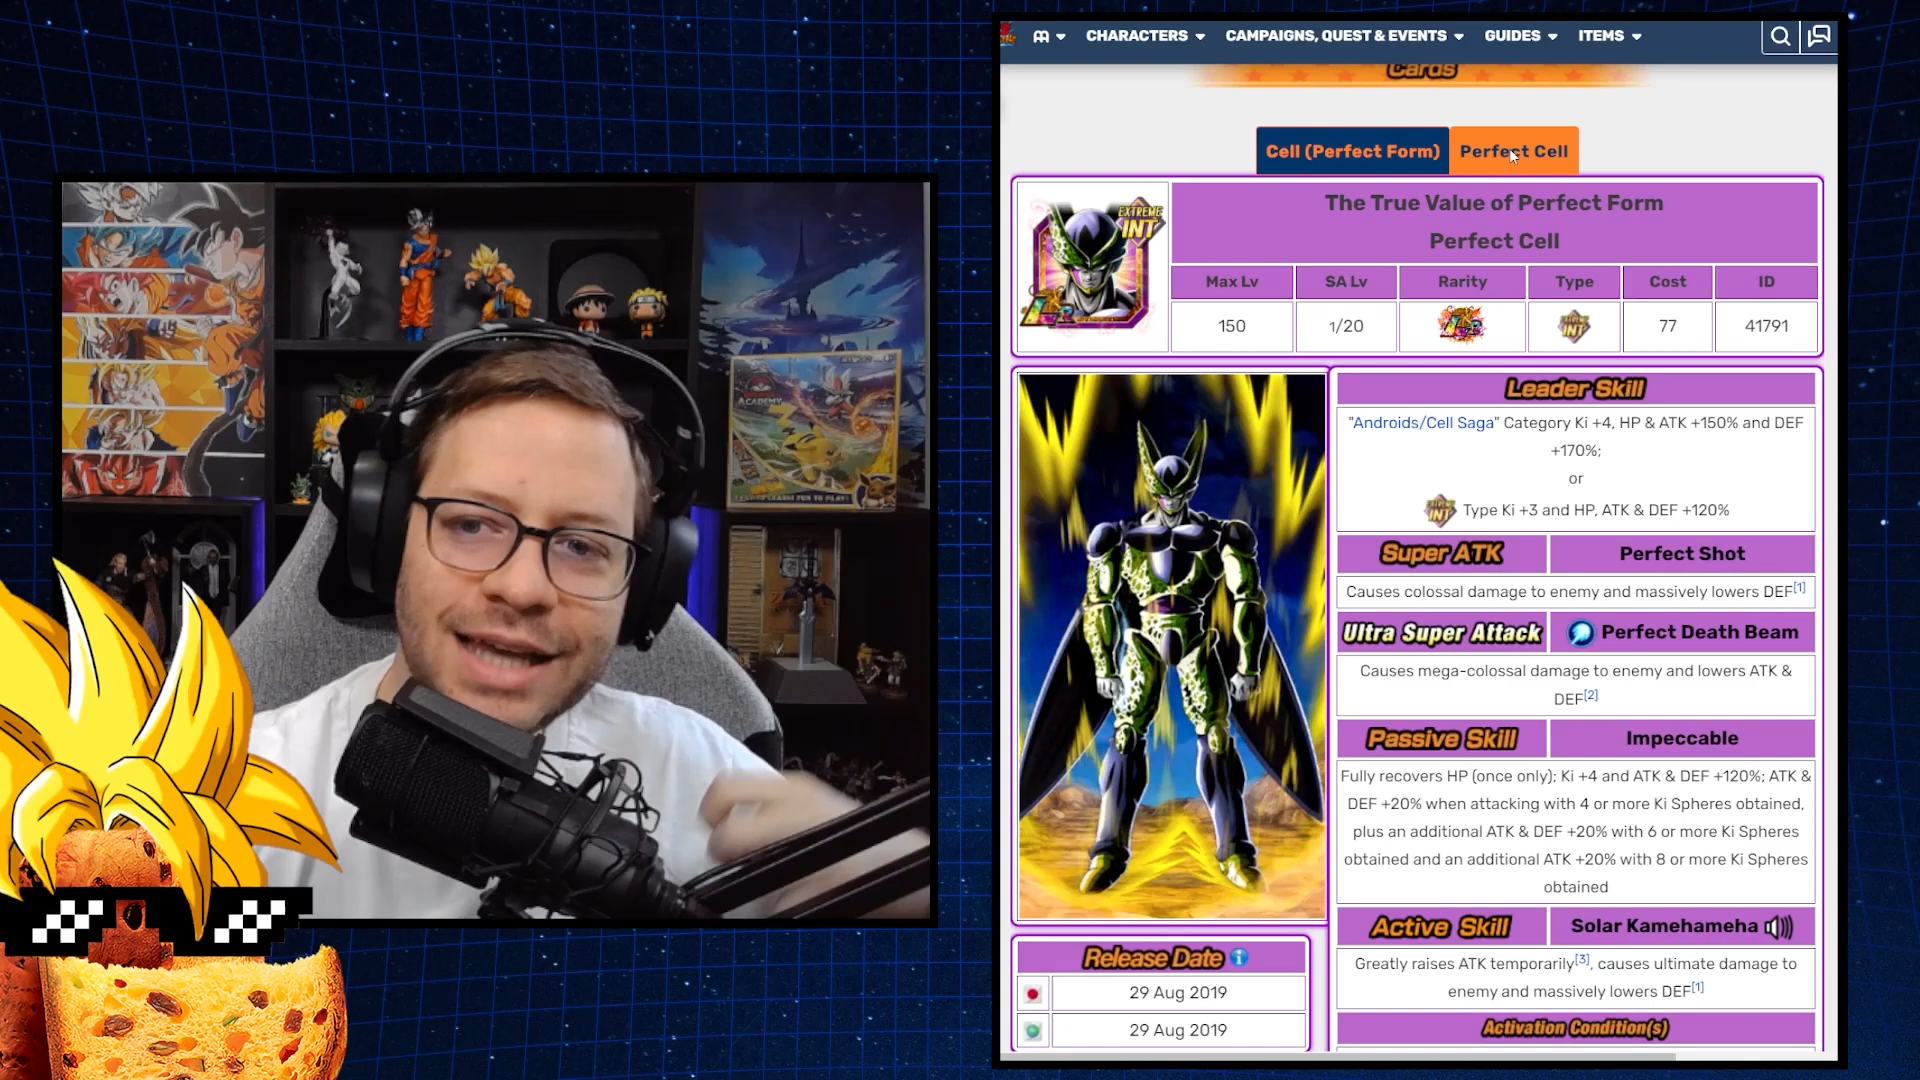 CHARACTERS CAMPAIGNS, QUEST & EVENTS GUIDES ITEMS
Cards
Cell (Perfect Form) Perfect Cell
The True Value of Perfect Form
Perfect Cell
EXTREME
INT
LR
Max Lv SA Lv Rarity Type Cost ID
150 1/20 LR EXTREME INT 77 41791
Leader Skill
"Androids/Cell Saga" Category Ki +4, HP & ATK +150% and DEF
+170%;
or
EXTREME INT Type Ki +3 and HP, ATK & DEF +120%
Super ATK Perfect Shot
Causes colossal damage to enemy and massively lowers DEF[1]
Ultra Super Attack Perfect Death Beam
Causes mega-colossal damage to enemy and lowers ATK &
DEF[2]
Passive Skill Impeccable
Fully recovers HP (once only); Ki +4 and ATK & DEF +120%; ATK &
DEF +20% when attacking with 4 or more Ki Spheres obtained,
plus an additional ATK & DEF +20% with 6 or more Ki Spheres
obtained and an additional ATK +20% with 8 or more Ki Spheres
obtained
Active Skill Solar Kamehameha
Greatly raises ATK temporarily[3], causes ultimate damage to
enemy and massively lowers DEF[1]
Activation Condition(s)
Release Date
29 Aug 2019
29 Aug 2019
ACADEMY